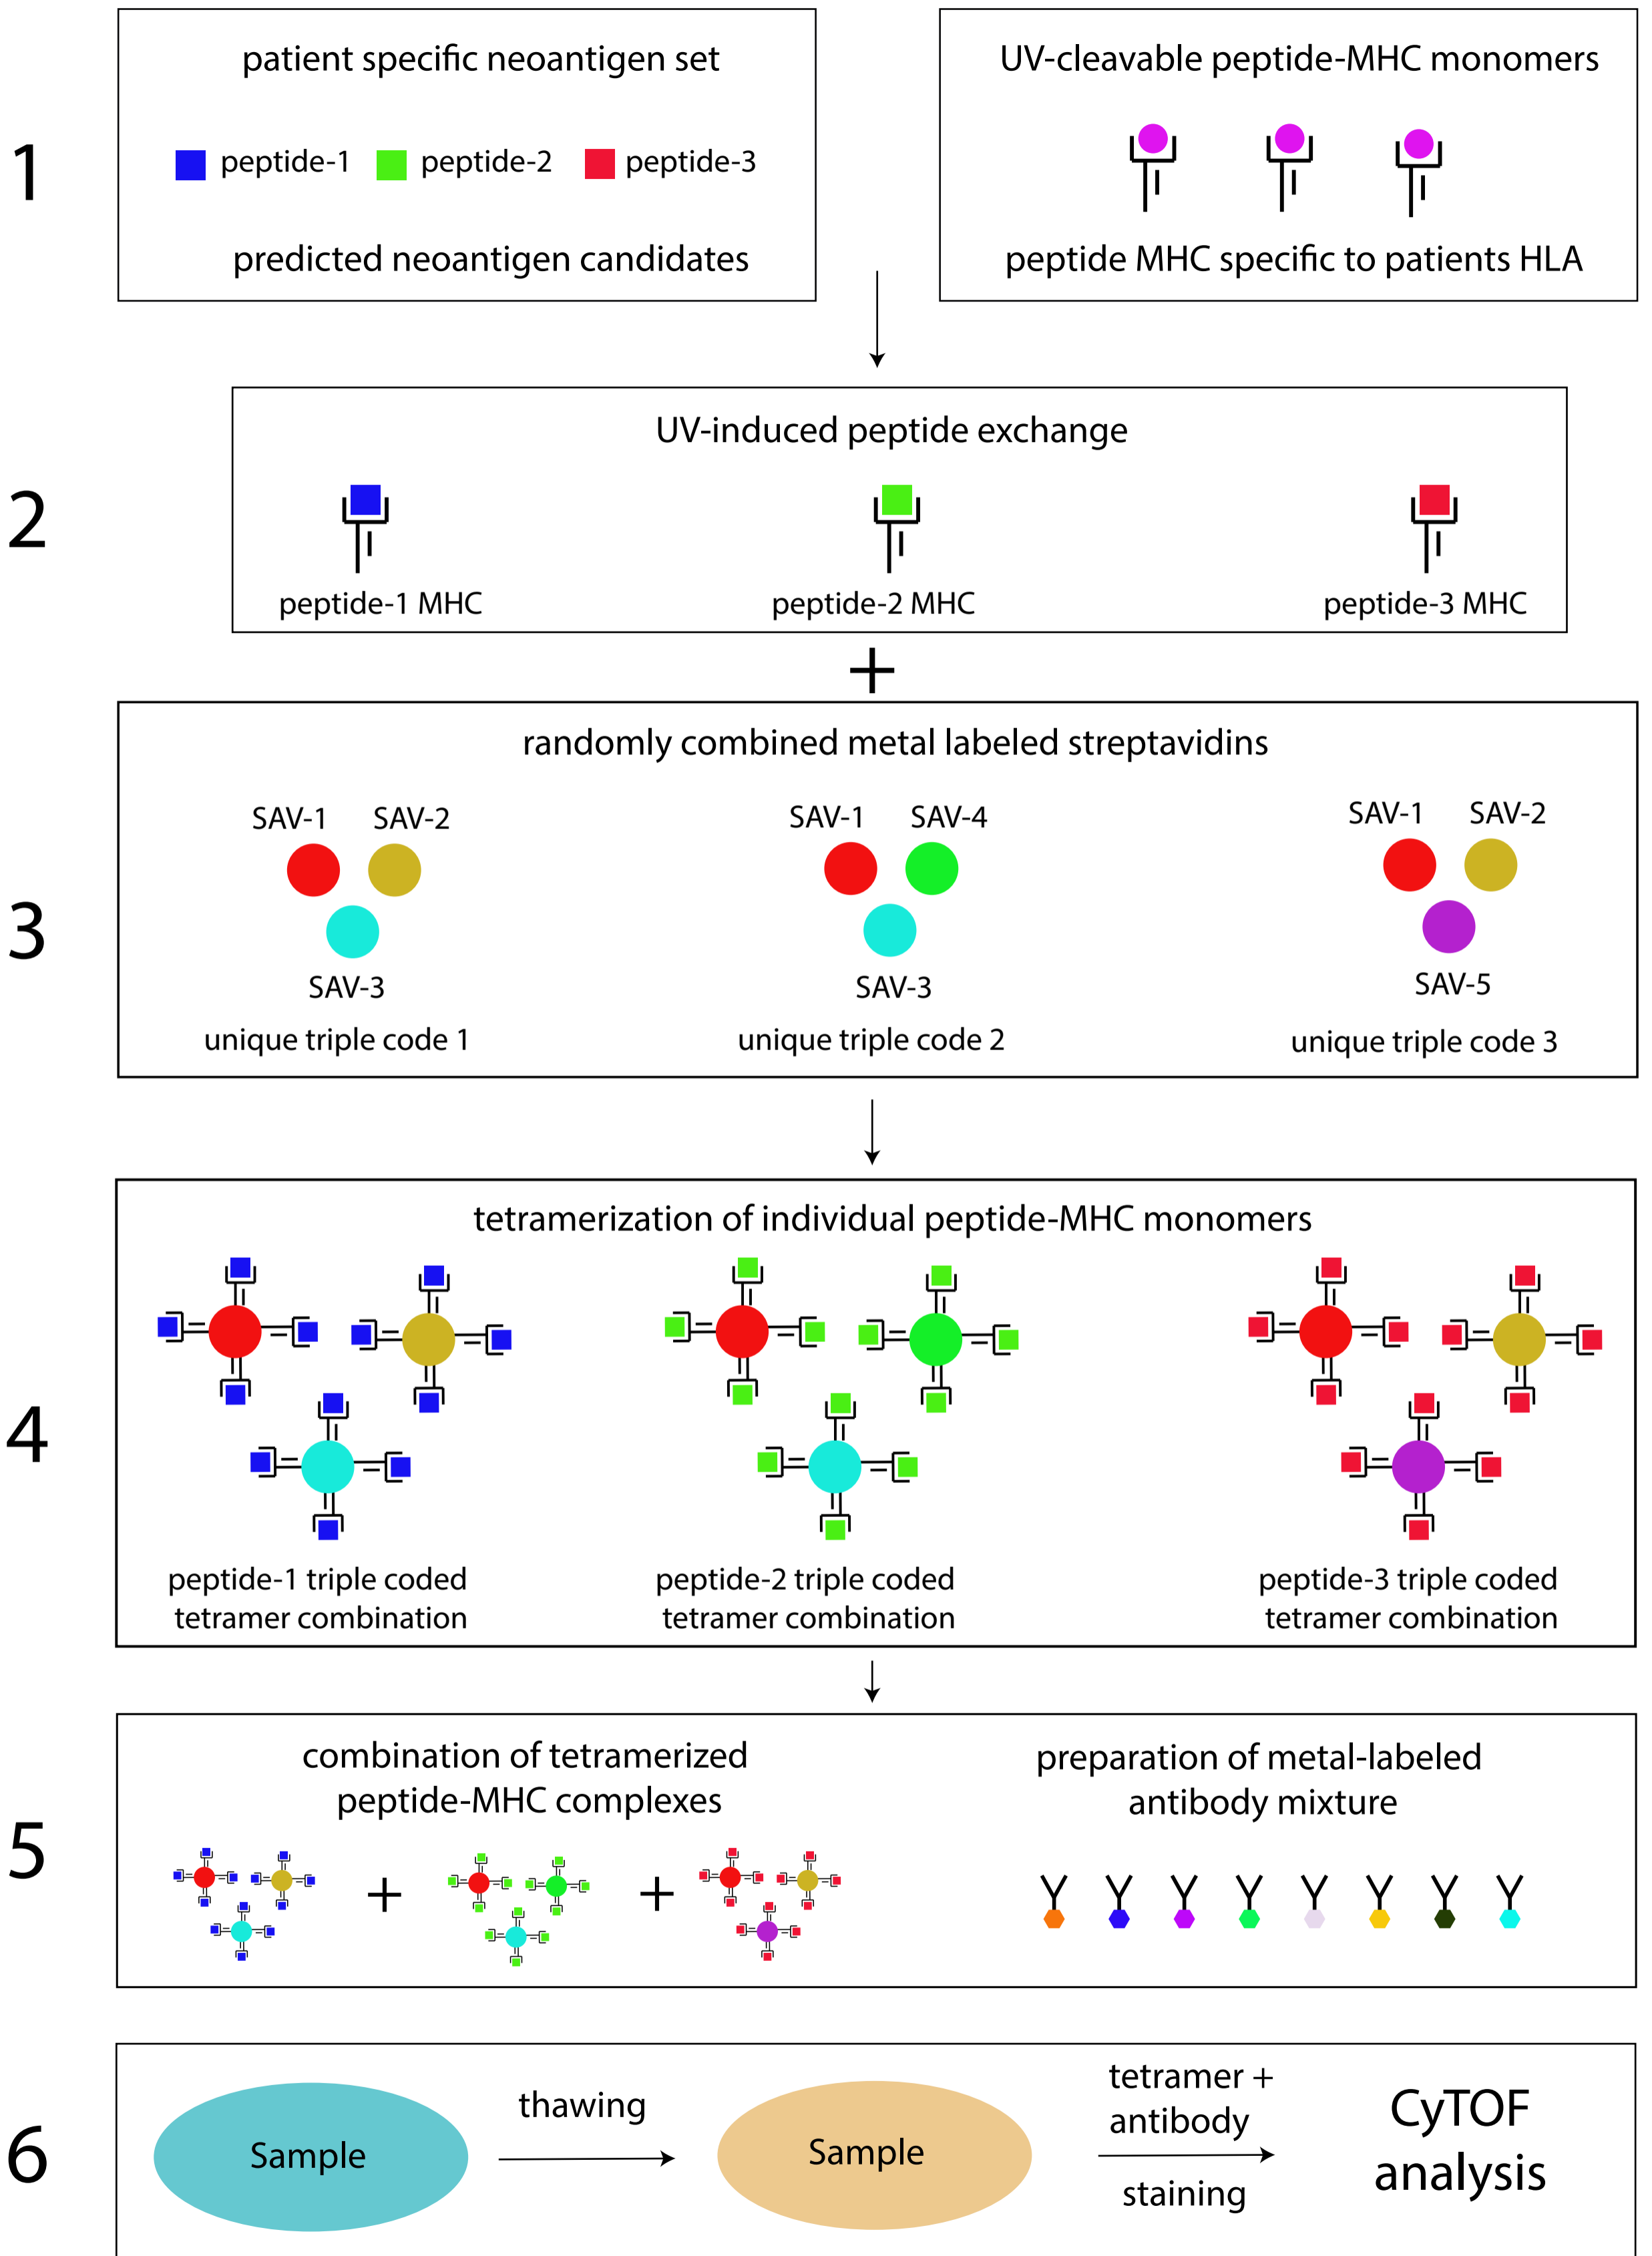 1
patient specific neoantigen set
peptide-1 peptide-2 peptide-3
predicted neoantigen candidates
UV-cleavable peptide-MHC monomers
peptide MHC specific to patients HLA
2
UV-induced peptide exchange
peptide-1 MHC peptide-2 MHC peptide-3 MHC
+
3
randomly combined metal labeled streptavidins
SAV-1 SAV-2
SAV-3
unique triple code 1
SAV-1 SAV-4
SAV-3
unique triple code 2
SAV-1 SAV-2
SAV-5
unique triple code 3
4
tetramerization of individual peptide-MHC monomers
peptide-1 triple coded
tetramer combination
peptide-2 triple coded
tetramer combination
peptide-3 triple coded
tetramer combination
5
combination of tetramerized
peptide-MHC complexes
+ +
preparation of metal-labeled
antibody mixture
6
Sample
thawing
Sample
tetramer +
antibody
staining
CyTOF
analysis